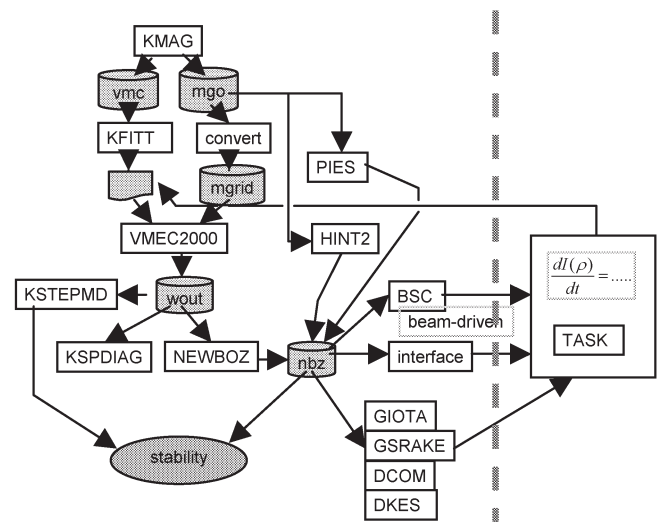 KMAG
vmc
mgo
KFITT
convert
PIES
mgrid
VMEC2000
HINT2
KSTEPMD
wout
BSC
beam-driven
dI(ρ)
dt
= .....
TASK
KSPDIAG
NEWBOZ
nbz
interface
GIOTA
GSRAKE
DCOM
DKES
stability